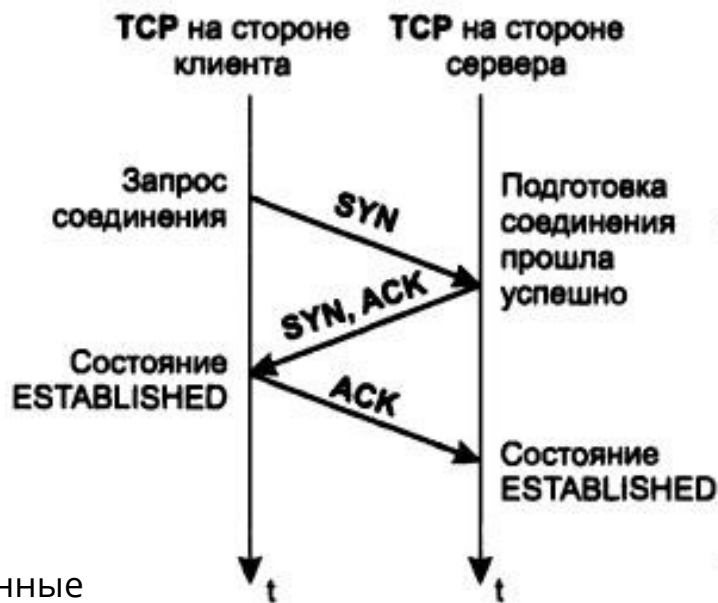 TCP на стороне
клиента
TCP на стороне
сервера
Запрос
соединения
SYN
Подготовка
соединения
прошла
успешно
SYN, ACK
Состояние
ESTABLISHED
ACK
Состояние
ESTABLISHED
нные
t
t